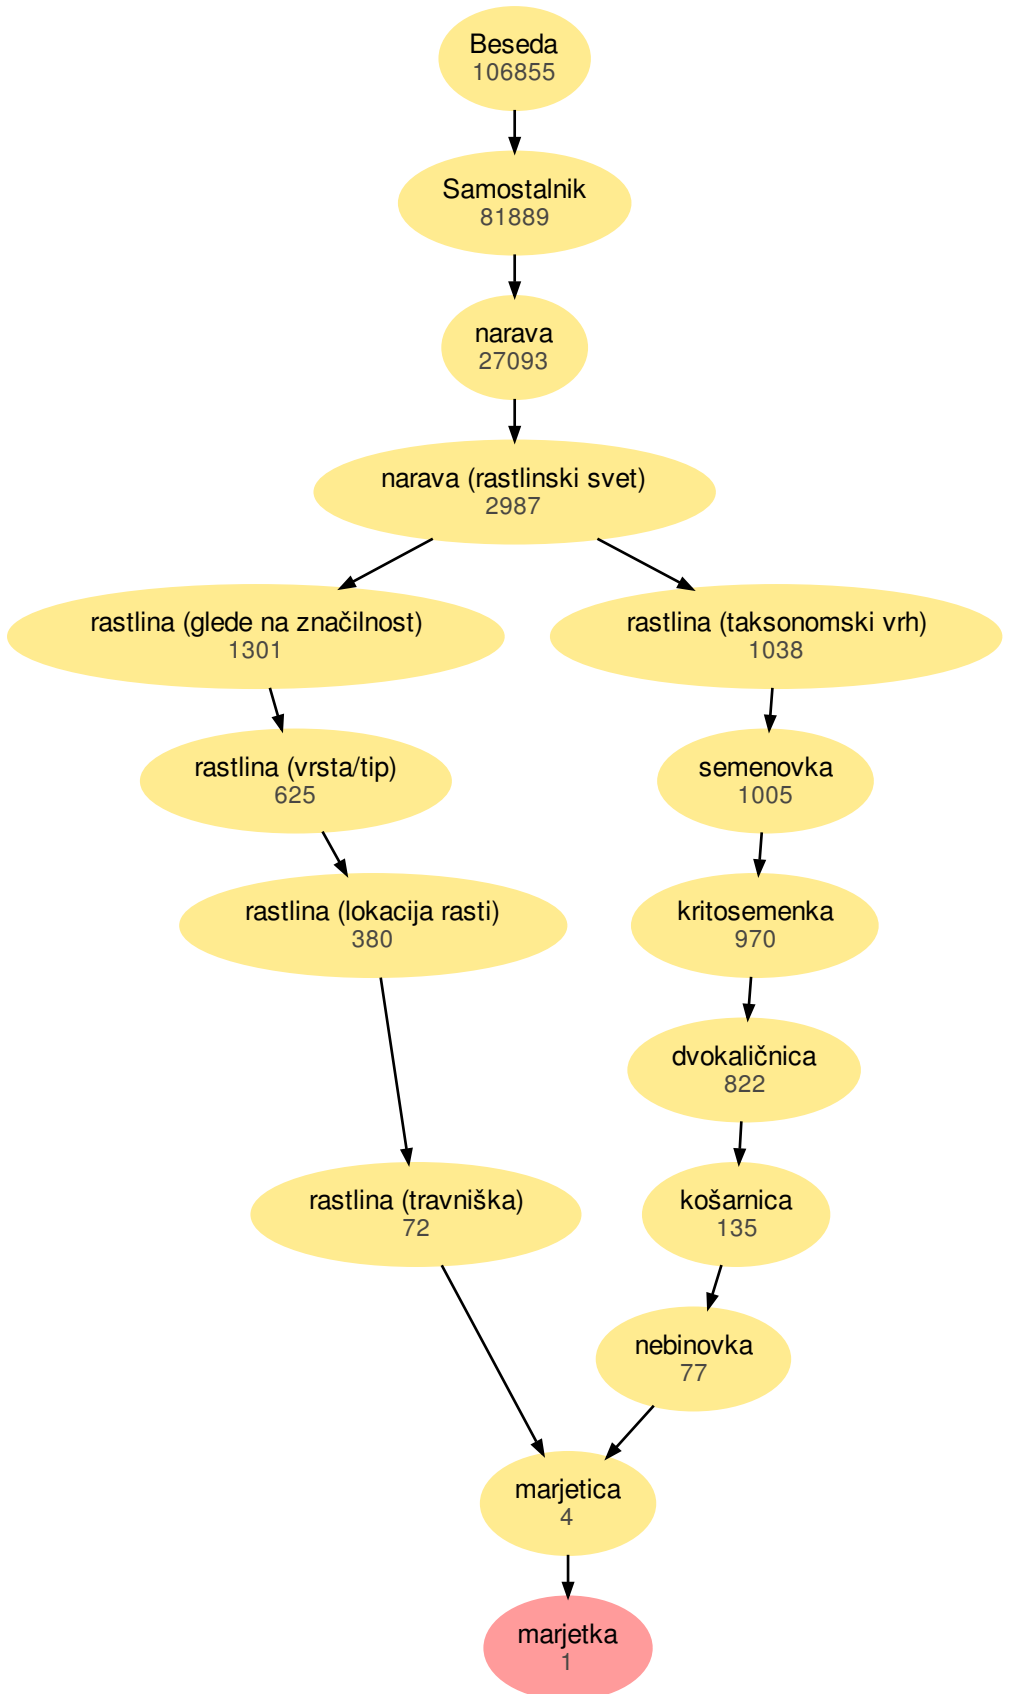 Beseda
106855
Samostalnik
81889
narava
27093
narava (rastlinski svet)
2987
rastlina (glede na značilnost)
1301
rastlina (taksonomski vrh)
1038
rastlina (vrsta/tip)
625
semenovka
1005
rastlina (lokacija rasti)
380
kritosemenka
970
dvokaličnica
822
rastlina (travniška)
72
košarnica
135
nebinovka
77
marjetica
4
marjetka
1